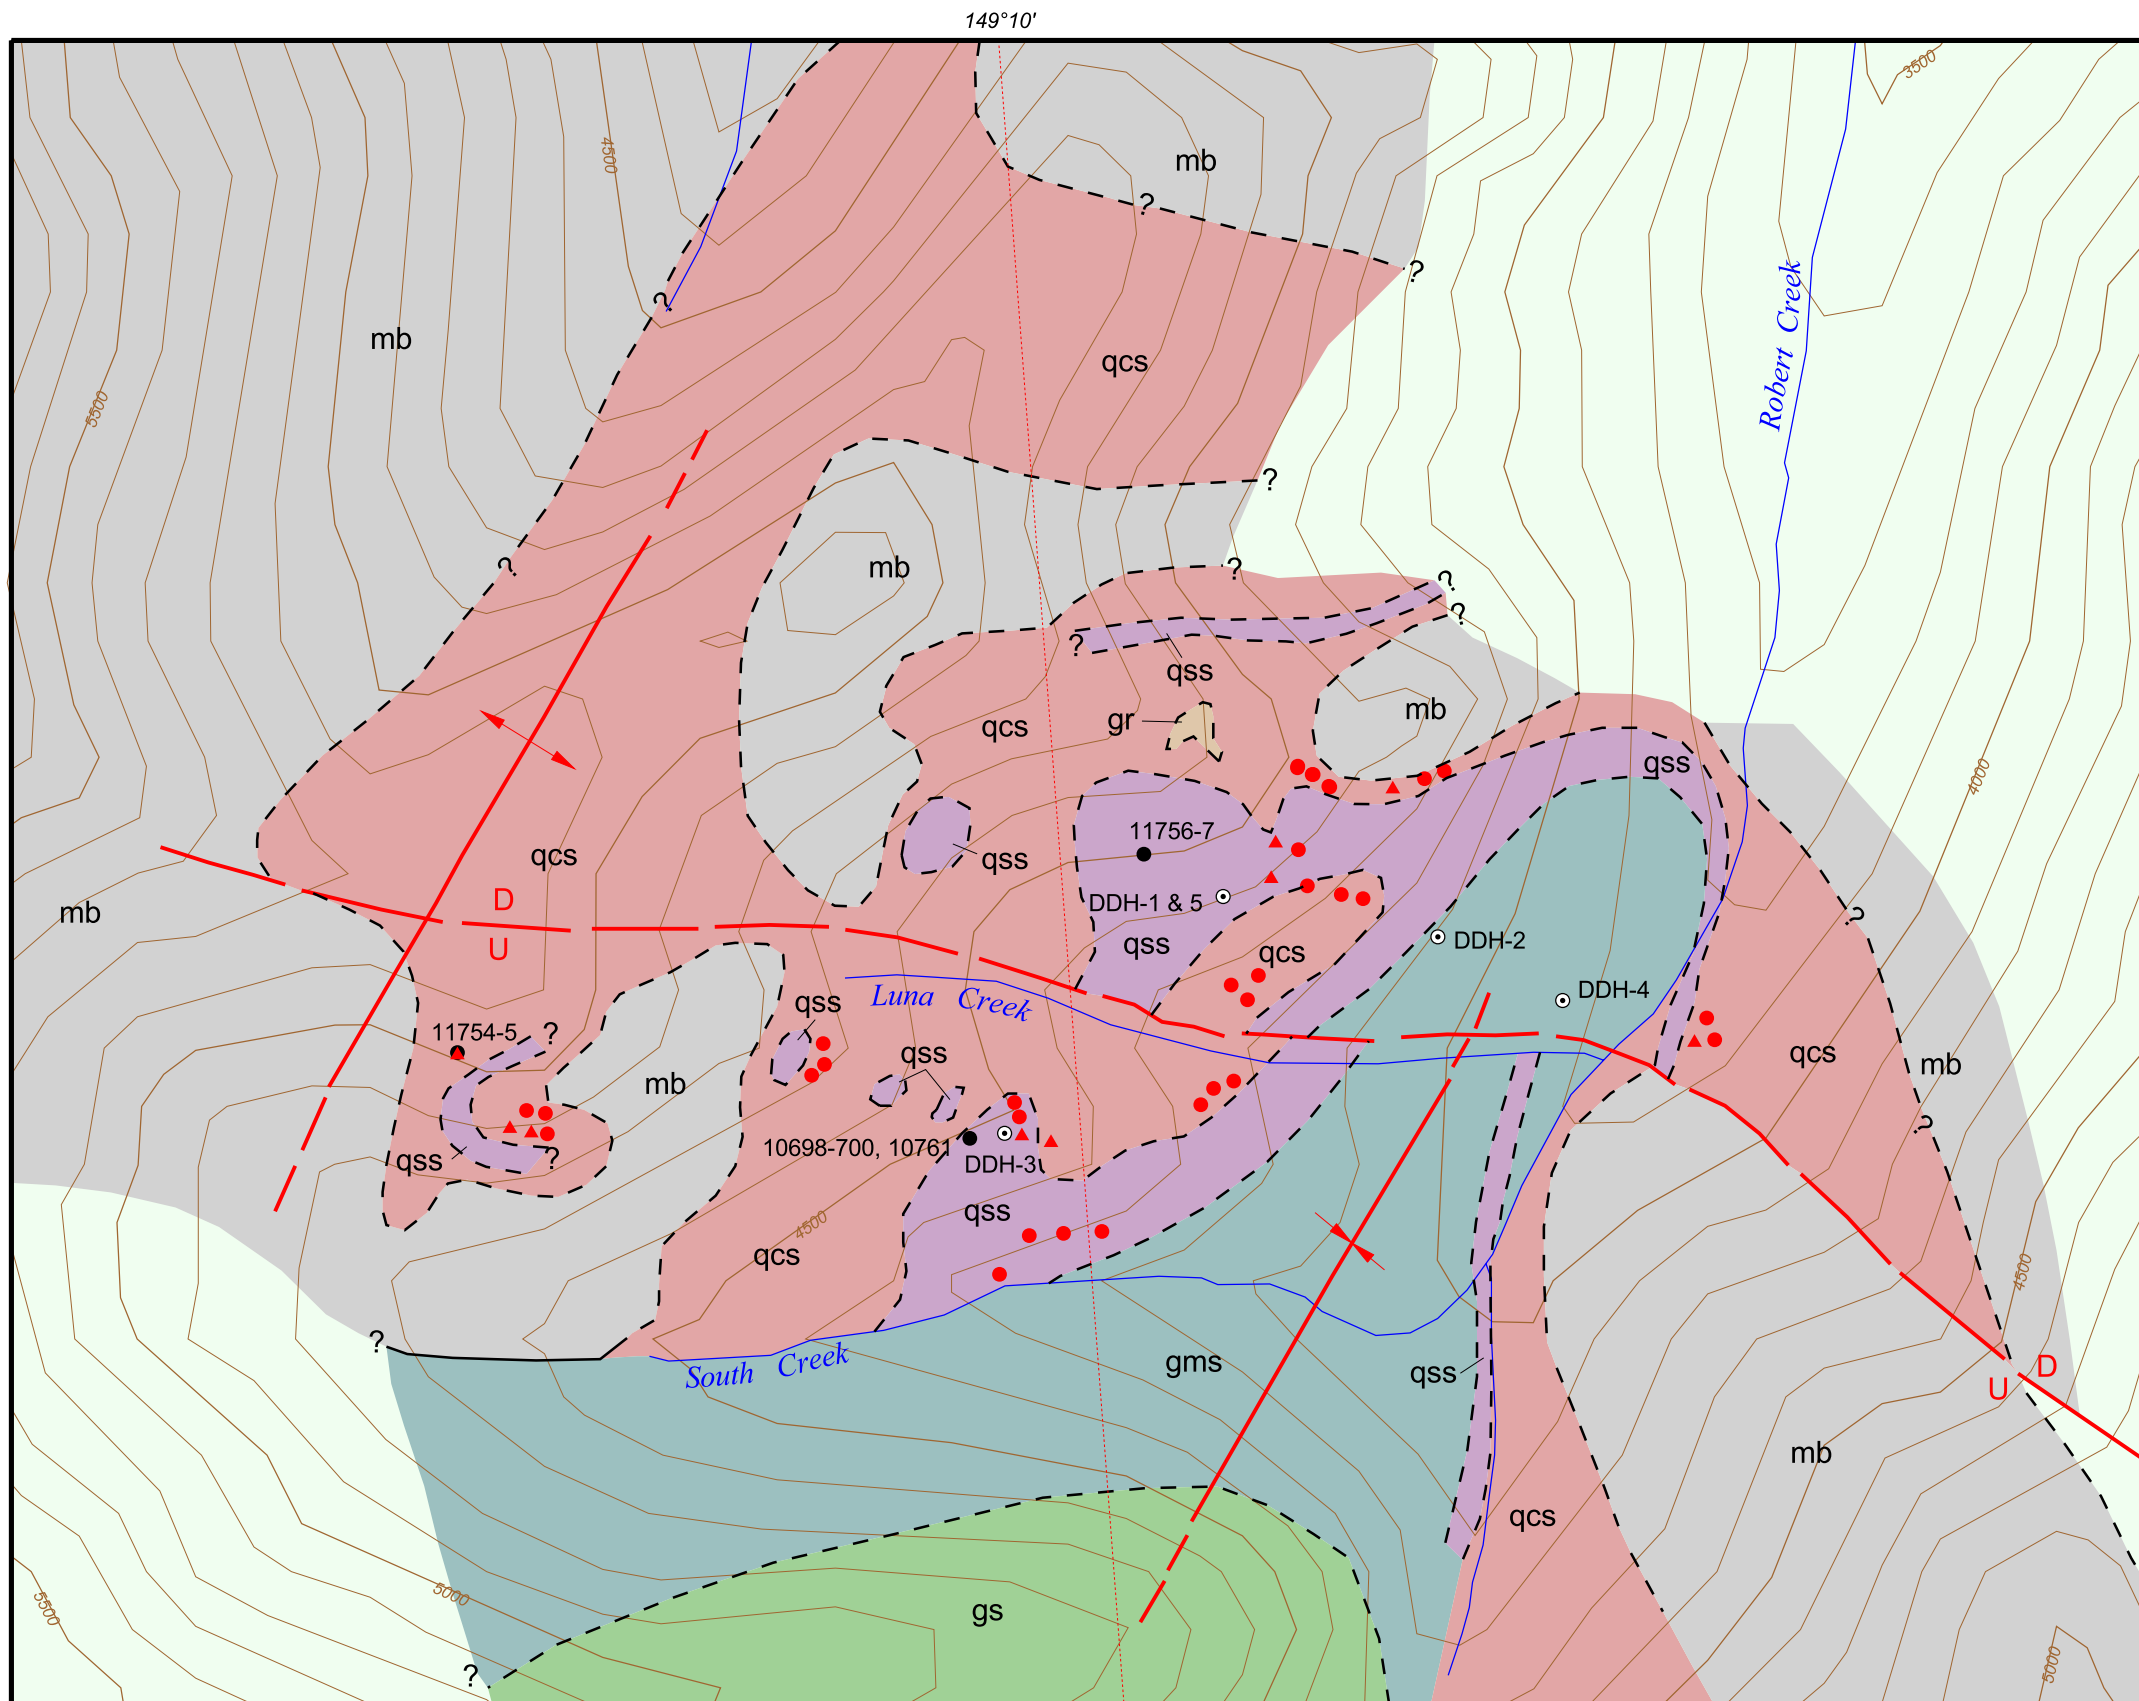 149°10'
3500
4500
mb
?
?
Robert Creek
?
mb
qcs
5500
?
?
mb
?
?
?
?
qss
mb
gr
qcs
qss
4000
11756-7
qcs
qss
D
DDH-1 & 5
mb
?
U
qss
qcs
DDH-2
DDH-4
Luna Creek
qss
11754-5
?
qss
qcs
mb
mb
?
10698-700, 10761
qss
?
DDH-3
qss
4500
qcs
4500
?
South Creek
gms
qss
D
U
mb
qcs
5000
5500
gs
?
5000